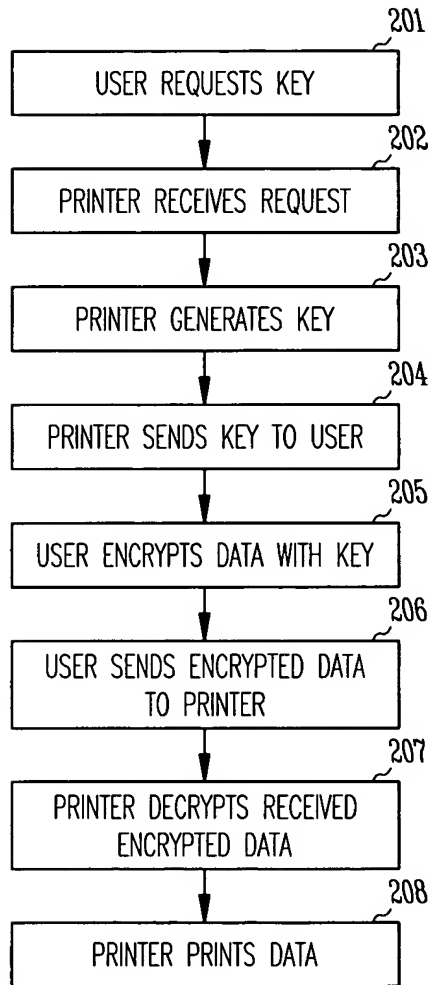 201
USER REQUESTS KEY
202
PRINTER RECEIVES REQUEST
203
PRINTER GENERATES KEY
204
PRINTER SENDS KEY TO USER
205
USER ENCRYPTS DATA WITH KEY
206
USER SENDS ENCRYPTED DATA
TO PRINTER
207
PRINTER DECRYPTS RECEIVED
ENCRYPTED DATA
208
PRINTER PRINTS DATA